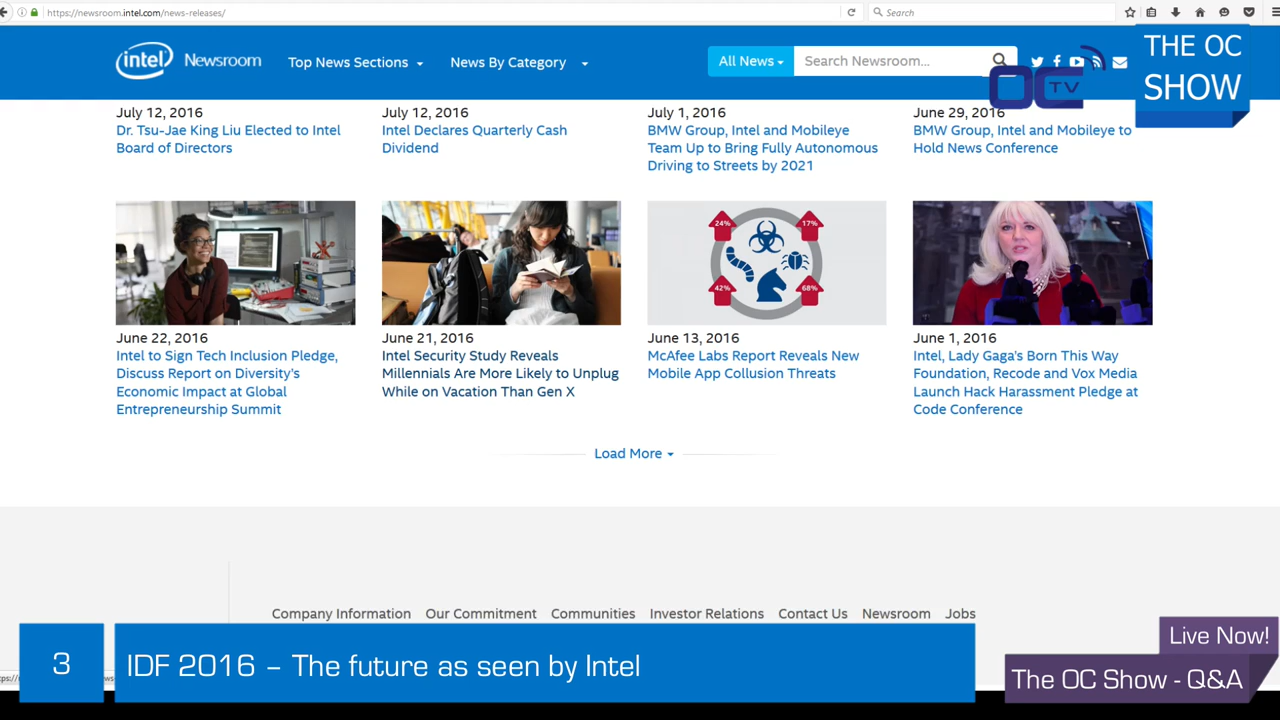 https://newsroom.intel.com/news-releases/
Search
intel Newsroom
Top News Sections
News By Category
All News
Search Newsroom...
OC TV
THE OC
SHOW
July 12, 2016
Dr. Tsu-Jae King Liu Elected to Intel
Board of Directors
July 12, 2016
Intel Declares Quarterly Cash
Dividend
July 1, 2016
BMW Group, Intel and Mobileye
Team Up to Bring Fully Autonomous
Driving to Streets by 2021
June 29, 2016
BMW Group, Intel and Mobileye to
Hold News Conference
24%
17%
42%
68%
June 22, 2016
Intel to Sign Tech Inclusion Pledge,
Discuss Report on Diversity's
Economic Impact at Global
Entrepreneurship Summit
June 21, 2016
Intel Security Study Reveals
Millennials Are More Likely to Unplug
While on Vacation Than Gen X
June 13, 2016
McAfee Labs Report Reveals New
Mobile App Collusion Threats
June 1, 2016
Intel, Lady Gaga's Born This Way
Foundation, Recode and Vox Media
Launch Hack Harassment Pledge at
Code Conference
Load More
Company Information
Our Commitment
Communities
Investor Relations
Contact Us
Newsroom
Jobs
3
IDF 2016 – The future as seen by Intel
Live Now!
The OC Show - Q&A